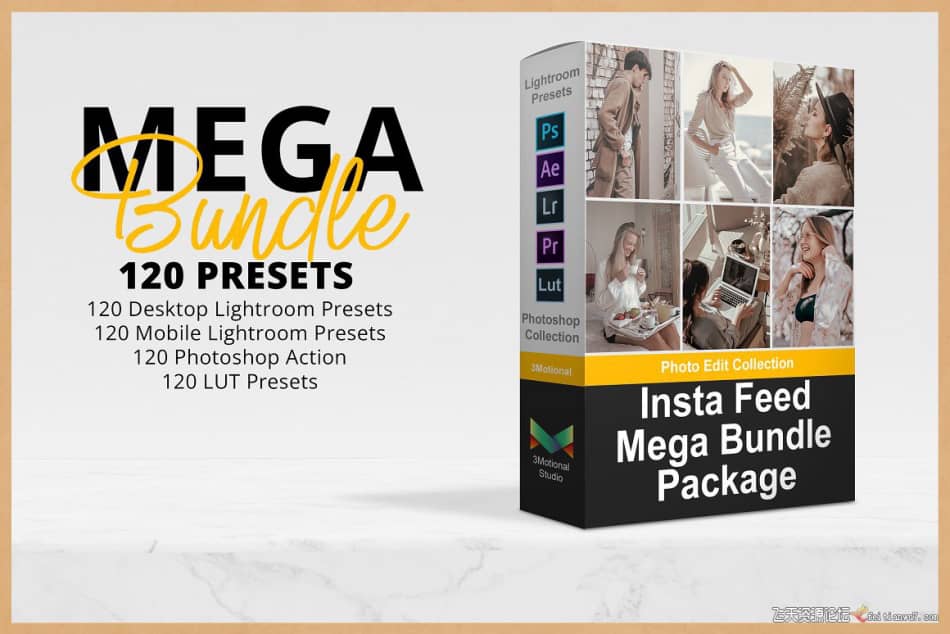 MEGA
Bundle
120 PRESETS
120 Desktop Lightroom Presets
120 Mobile Lightroom Presets
120 Photoshop Action
120 LUT Presets
Lightroom
Presets
Ps
Ae
Lr
Pr
Lut
Photoshop
Collection
3Motional
3Motional
Studio
Photo Edit Collection
Insta Feed
Mega Bundle
Package
飞天资源论坛 feitianwu7.com